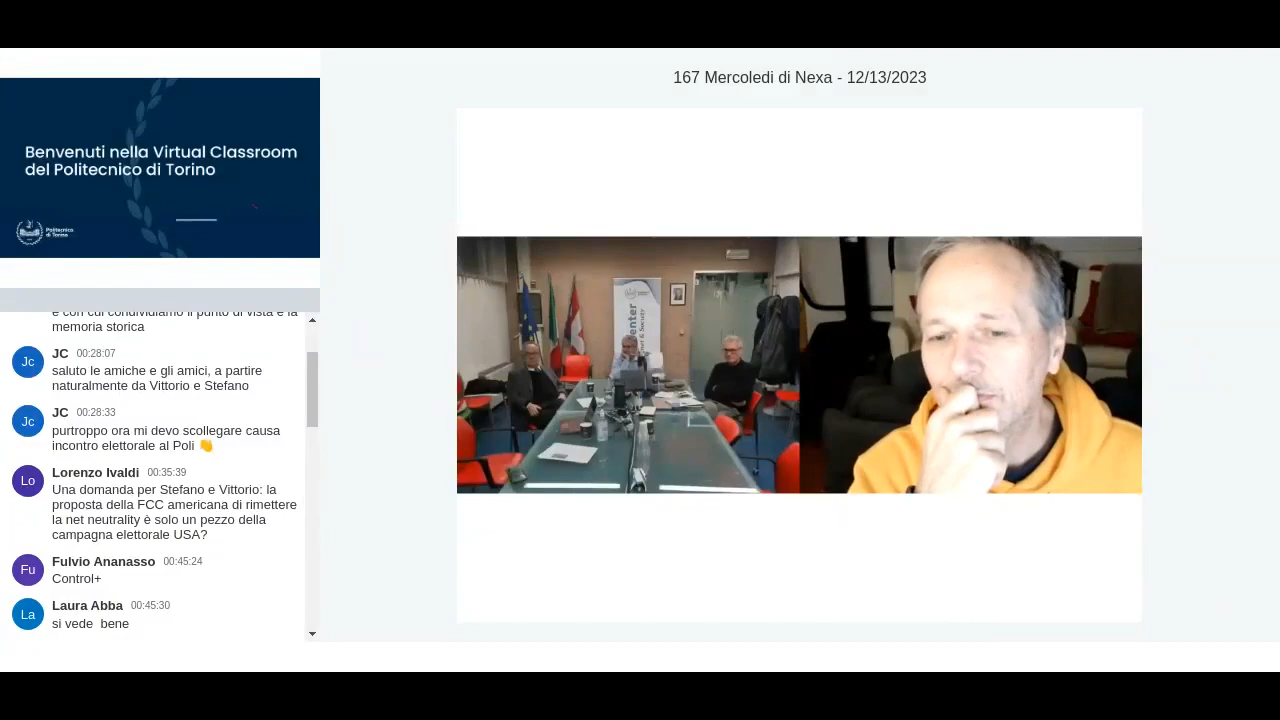 167 Mercoledi di Nexa - 12/13/2023
Benvenuti nella Virtual Classroom
del Politecnico di Torino
Politecnico
di Torino
e con cui condividiamo il punto di vista e la
memoria storica
Jc
JC 00:28:07
saluto le amiche e gli amici, a partire
naturalmente da Vittorio e Stefano
Jc
JC 00:28:33
purtroppo ora mi devo scollegare causa
incontro elettorale al Poli 👏
Lo
Lorenzo Ivaldi 00:35:39
Una domanda per Stefano e Vittorio: la
proposta della FCC americana di rimettere
la net neutrality è solo un pezzo della
campagna elettorale USA?
Fu
Fulvio Ananasso 00:45:24
Control+
La
Laura Abba 00:45:30
si vede  bene
& Society